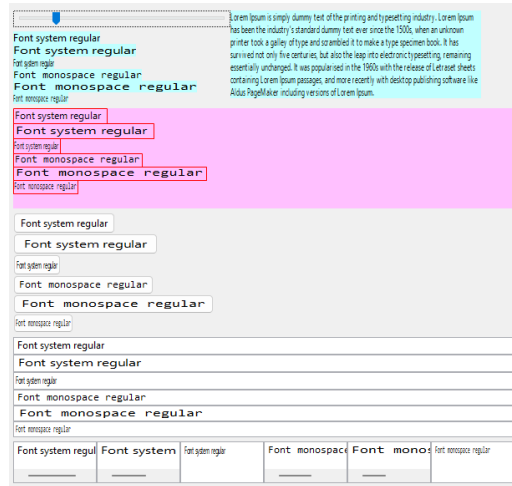 Font system regular
Font system regular
Font system regular
Font monospace regular
Font monospace regular
Font monospace regular
Lorem Ipsum is simply dummy text of the printing and typesetting industry. Lorem Ipsum
has been the industry's standard dummy text ever since the 1500s, when an unknown
printer took a galley of type and scrambled it to make a type specimen book. It has
survived not only five centuries, but also the leap into electronic typesetting, remaining
essentially unchanged. It was popularised in the 1960s with the release of Letraset sheets
containing Lorem Ipsum passages, and more recently with desktop publishing software like
Aldus PageMaker including versions of Lorem Ipsum.
Font system regular
Font system regular
Font system regular
Font monospace regular
Font monospace regular
Font monospace regular
Font system regular
Font system regular
Font system regular
Font monospace regular
Font monospace regular
Font monospace regular
Font system regular
Font system regular
Font system regular
Font monospace regular
Font monospace regular
Font monospace regular
Font system regul Font system Font system regular Font monospace Font monos Font monospace regular